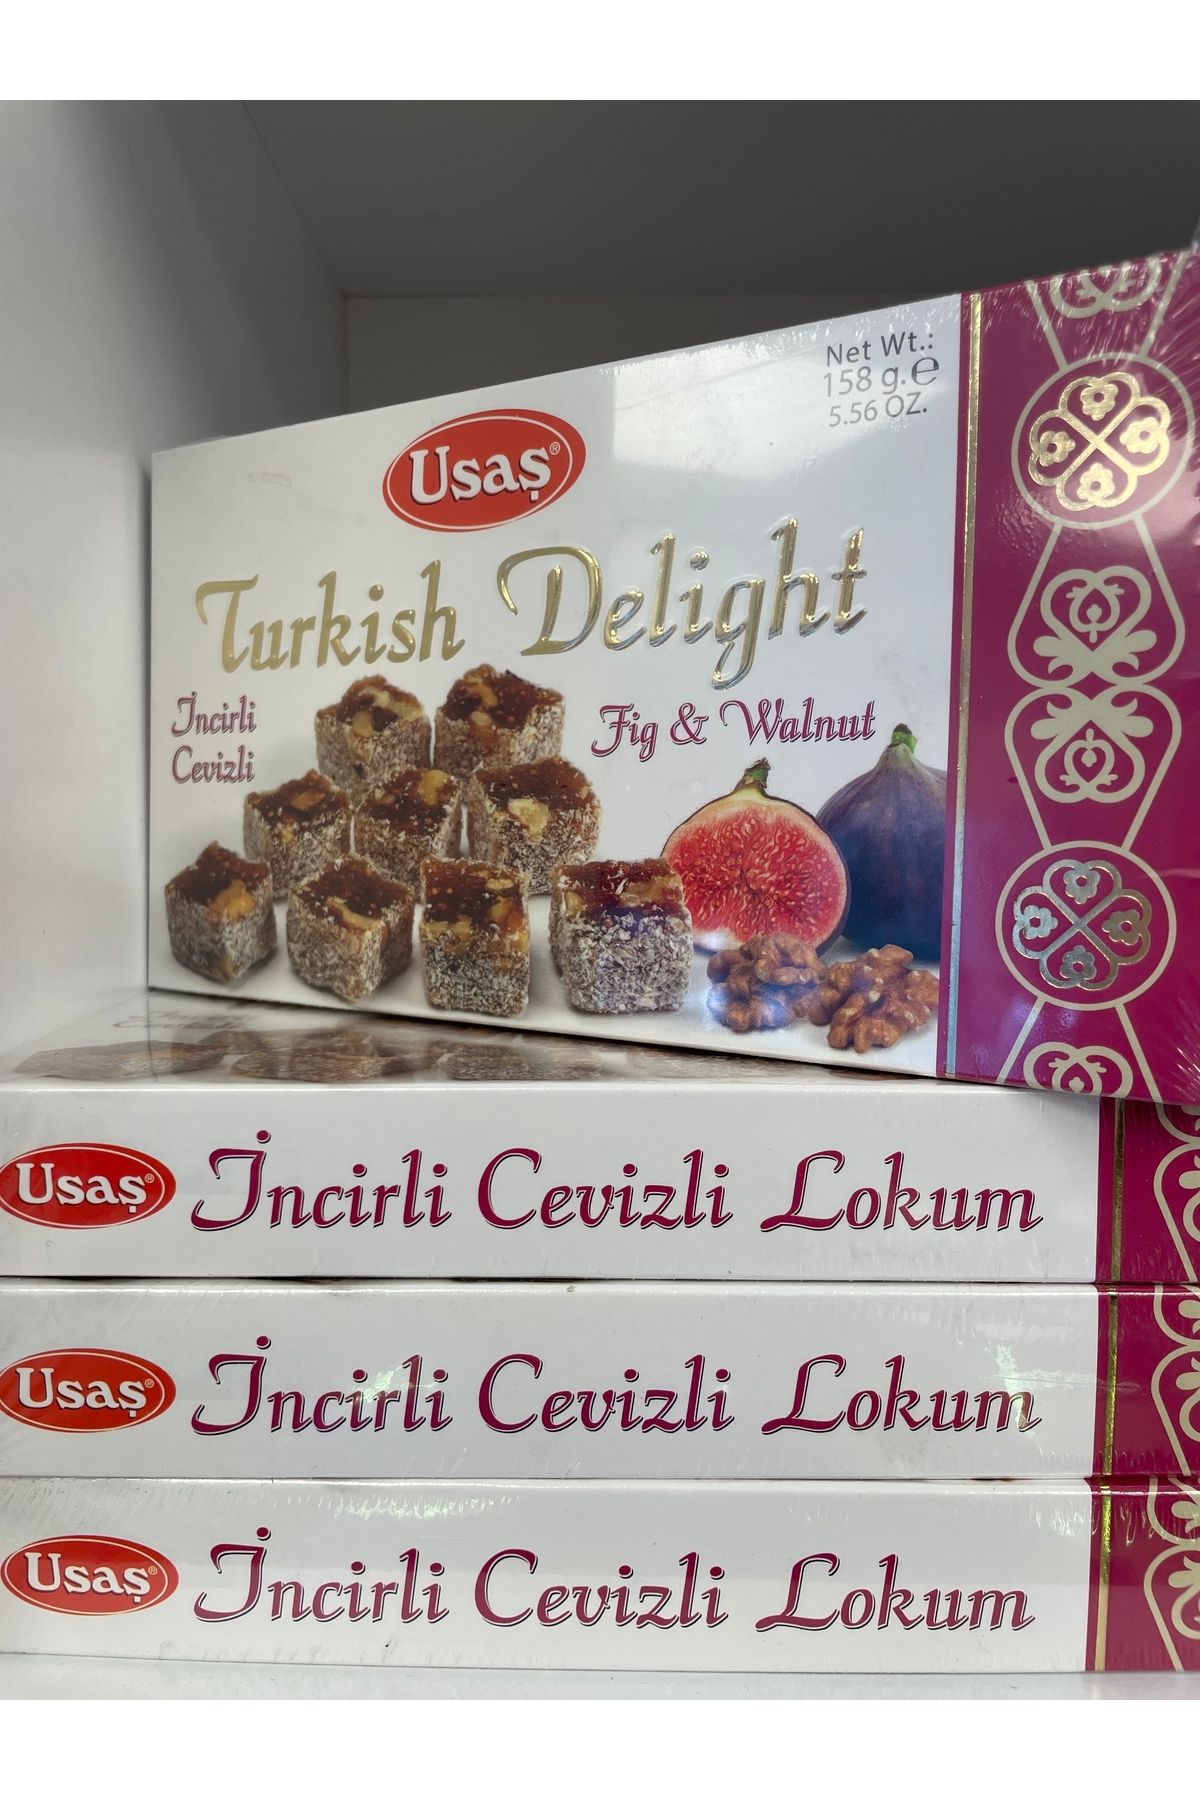 Net Wt.:
158 g. ℮
5.56 OZ.
Usaş®
Turkish Delight
İncirli
Cevizli
Fig & Walnut
Usaş® İncirli Cevizli Lokum
Usaş® İncirli Cevizli Lokum
Usaş® İncirli Cevizli Lokum